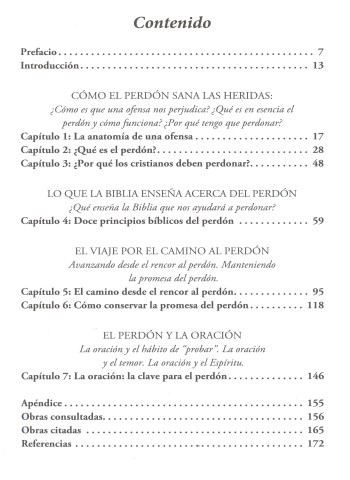 Contenido
Prefacio . . . . . . . . . . . . . . . . . . . . . . . . . . . . . . . . . . . . . . . . . . . . . . . . 7
Introducción . . . . . . . . . . . . . . . . . . . . . . . . . . . . . . . . . . . . . . . . . . . 13
CÓMO EL PERDÓN SANA LAS HERIDAS:
¿Cómo es que una ofensa nos perjudica? ¿Qué es en esencia el
perdón y cómo funciona? ¿Por qué tengo que perdonar?
Capítulo 1: La anatomía de una ofensa . . . . . . . . . . . . . . . . . . . . . 17
Capítulo 2: ¿Qué es el perdón? . . . . . . . . . . . . . . . . . . . . . . . . . . . . 28
Capítulo 3: ¿Por qué los cristianos deben perdonar? . . . . . . . . . . . 48
LO QUE LA BIBLIA ENSEÑA ACERCA DEL PERDÓN
¿Qué enseña la Biblia que nos ayudará a perdonar?
Capítulo 4: Doce principios bíblicos del perdón . . . . . . . . . . . . . 59
EL VIAJE POR EL CAMINO AL PERDÓN
Avanzando desde el rencor al perdón. Manteniendo
la promesa del perdón.
Capítulo 5: El camino desde el rencor al perdón. . . . . . . . . . . . . . 95
Capítulo 6: Cómo conservar la promesa del perdón . . . . . . . . . . 118
EL PERDÓN Y LA ORACIÓN
La oración y el hábito de “probar”. La oración
y el temor. La oración y el Espíritu.
Capítulo 7: La oración: la clave para el perdón . . . . . . . . . . . . . . 146
Apéndice . . . . . . . . . . . . . . . . . . . . . . . . . . . . . . . . . . . . . . . . . . . . . 155
Obras consultadas. . . . . . . . . . . . . . . . . . . . . . . . . . . . . . . . . . . . . . 156
Obras citadas . . . . . . . . . . . . . . . . . . . . . . . . . . . . . . . . . . . . . . . . . 165
Referencias . . . . . . . . . . . . . . . . . . . . . . . . . . . . . . . . . . . . . . . . . . . 172